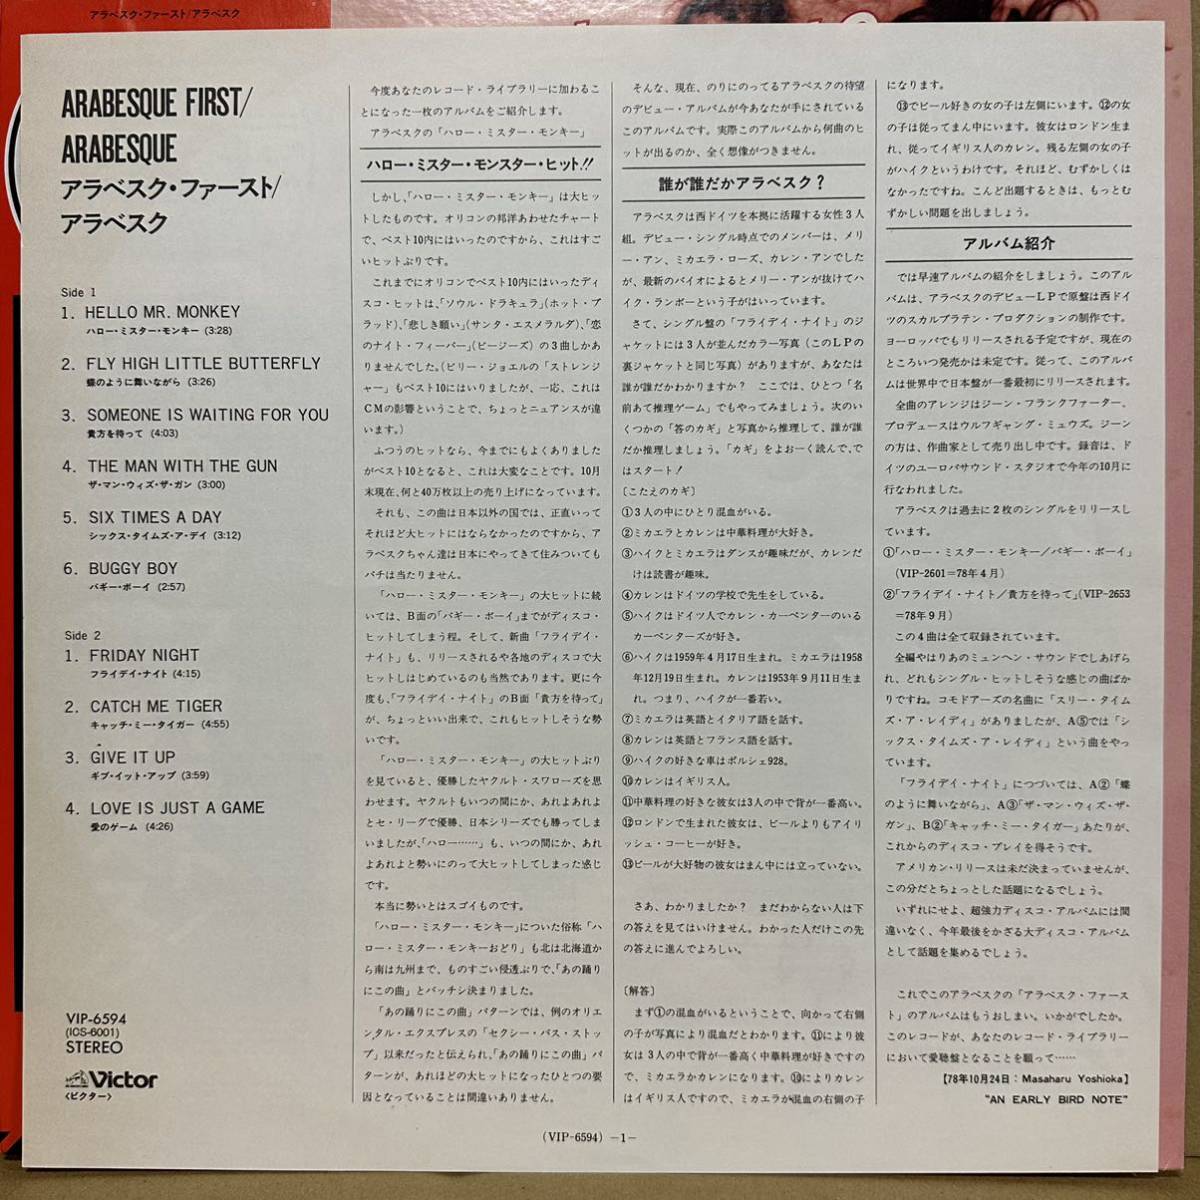 アラベスク・ファースト/アラベスク
ARABESQUE FIRST/
ARABESQUE
アラベスク・ファースト/
アラベスク
Side 1
1. HELLO MR. MONKEY
ハロー・ミスター・モンキー (3:28)
2. FLY HIGH LITTLE BUTTERFLY
蝶のように舞いながら (3:26)
3. SOMEONE IS WAITING FOR YOU
貴方を待って (4:03)
4. THE MAN WITH THE GUN
ザ・マン・ウィズ・ザ・ガン (3:00)
5. SIX TIMES A DAY
シックス・タイムズ・ア・デイ (3:12)
6. BUGGY BOY
バギー・ボーイ (2:57)
Side 2
1. FRIDAY NIGHT
フライデイ・ナイト (4:15)
2. CATCH ME TIGER
キャッチ・ミー・タイガー (4:55)
3. GIVE IT UP
ギブ・イット・アップ (3:59)
4. LOVE IS JUST A GAME
愛のゲーム (4:26)
VIP-6594
(ICS-6001)
STEREO
Victor
〈ビクター〉
今度あなたのレコード・ライブラリーに加わるこ
とになった一枚のアルバムをご紹介します。
アラベスクの「ハロー・ミスター・モンキー」
ハロー・ミスター・モンスター・ヒット!!
しかし、「ハロー・ミスター・モンキー」は大ヒッ
トしたものです。オリコンの邦洋あわせたチャート
で、ベスト10内にはいったのですから、これはすご
いヒットぶりです。
これまでにオリコンでベスト10内にはいったディ
スコ・ヒットは、「ソウル・ドラキュラ」(ホット・ブ
ラッド)、「悲しき願い」(サンタ・エスメラルダ)、「恋
のナイト・フィーバー」(ビージーズ)の3曲しかあ
りませんでした。(ビリー・ジョエルの「ストレンジ
ャー」もベスト10にはいりましたが、一応、これは
CMの影響ということで、ちょっとニュアンスが違
います。)
ふつうのヒットなら、今までにもよくありました
がベスト10となると、これは大変なことです。10月
末現在、何と40万枚以上の売り上げになっています。
それも、この曲は日本以外の国では、正直いって
それほど大ヒットにはならなかったのですから、ア
ラベスクちゃん達は日本にやってきて住みついても
バチは当たりません。
「ハロー・ミスター・モンキー」の大ヒットに続
いては、B面の「バギー・ボーイ」までがディスコ・
ヒットしてしまう程。そして、新曲「フライデイ・
ナイト」も、リリースされるや各地のディスコで大
ヒットしはじめているのも当然であります。更に今
度も、「フライデイ・ナイト」のB面「貴方を待って」
が、ちょっといい出来で、これもヒットしそうな勢
いです。
「ハロー・ミスター・モンキー」の大ヒットぶり
を見ていると、優勝したヤクルト・スワローズを思
わせます。ヤクルトもいつの間にか、あれよあれよ
とセ・リーグで優勝、日本シリーズでも勝ってしま
いましたが、「ハロー……」も、いつの間にか、あれ
よあれよと勢いにのって大ヒットしてしまった感じ
です。
本当に勢いとはスゴイものです。
「ハロー・ミスター・モンキー」についた俗称「ハ
ロー・ミスター・モンキーおどり」も北は北海道か
ら南は九州まで、ものすごい浸透ぶりで、「あの踊り
にこの曲」とバッチシ決まりました。
「あの踊りにこの曲」パターンでは、例のオリエン
タル・エクスプレスの「セクシー・バス・ストッ
プ」以来だったと伝えられ、「あの踊りにこの曲」パ
ターンが、あれほどの大ヒットになったひとつの要
因となっていることは間違いありません。
そんな、現在、のりにのってるアラベスクの待望
のデビュー・アルバムが今あなたが手にされている
このアルバムです。実際このアルバムから何曲のヒ
ットが出るのか、全く想像がつきません。
誰が誰だかアラベスク?
アラベスクは西ドイツを本拠に活躍する女性3人
組。デビュー・シングル時点でのメンバーは、メリ
ー・アン、ミカエラ・ローズ、カレン・アンでした
が、最新のバイオによるとメリー・アンが抜けてハ
イク・ランボーという子がはいっています。
さて、シングル盤の「フライデイ・ナイト」のジ
ャケットには3人が並んだカラー写真(このLPの
裏ジャケットと同じ写真)がありますが、あなたは
誰が誰だかわかりますか? ここでは、ひとつ「名
前あて推理ゲーム」でもやってみましょう。次のい
くつかの「答のカギ」と写真から推理して、誰が誰
だか推理しましょう。「カギ」をよおーく読んで、で
はスタート!
〔こたえのカギ〕
①3人の中にひとり混血がいる。
②ミカエラとカレンは中華料理が大好き。
③ハイクとミカエラはダンスが趣味だが、カレンだ
けは読書が趣味。
④カレンはドイツの学校で先生をしている。
⑤ハイクはドイツ人でカレン・カーペンターのいる
カーペンターズが好き。
⑥ハイクは1959年4月17日生まれ。ミカエラは1958
年12月19日生まれ。カレンは1953年9月11日生ま
れ。つまり、ハイクが一番若い。
⑦ミカエラは英語とイタリア語を話す。
⑧カレンは英語とフランス語を話す。
⑨ハイクの好きな車はポルシェ928。
⑩カレンはイギリス人。
⑪中華料理の好きな彼女は3人の中で背が一番高い。
⑫ロンドンで生まれた彼女は、ビールよりもアイリ
ッシュ・コーヒーが好き。
⑬ビールが大好物の彼女はまん中には立っていない。
さあ、わかりましたか? まだわからない人は下
の答えを見てはいけません。わかった人だけこの先
の答えに進んでよろしい。
〔解答〕
まず①の混血がいるということで、向かって右側
の子が写真により混血だとわかります。⑪により彼
女は3人の中で背が一番高く中華料理が好きですの
で、ミカエラかカレンになります。⑩によりカレン
はイギリス人ですので、ミカエラが混血の右側の子
になります。
⑬でビール好きの女の子は左側にいます。⑫の女
の子は従ってまん中にいます。彼女はロンドン生ま
れ、従ってイギリス人のカレン。残る左側の女の子
がハイクというわけです。それほど、むずかしくは
なかったですね。こんど出題するときは、もっとむ
ずかしい問題を出しましょう。
アルバム紹介
では早速アルバムの紹介をしましょう。このアル
バムは、アラベスクのデビューLPで原盤は西ドイ
ツのスカルプラテン・プロダクションの制作です。
ヨーロッパでもリリースされる予定ですが、現在の
ところいつ発売かは未定です。従って、このアルバ
ムは世界中で日本盤が一番最初にリリースされます。
全曲のアレンジはジーン・フランクファーター、
プロデュースはウルフギャング・ミュウズ。ジーン
の方は、作曲家として売り出し中です。録音は、ド
イツのユーロパサウンド・スタジオで今年の10月に
行なわれました。
アラベスクは過去に2枚のシングルをリリースし
ています。
①「ハロー・ミスター・モンキー/バギー・ボーイ」
(VIP-2601=78年4月)
②「フライデイ・ナイト/貴方を待って」(VIP-2653
=78年9月)
この4曲は全て収録されています。
全編やはりあのミュンヘン・サウンドでしあげら
れ、どれもシングル・ヒットしそうな感じの曲ばか
りですね。コモドアーズの名曲に「スリー・タイム
ズ・ア・レイディ」がありましたが、A⑤では「シ
ックス・タイムズ・ア・レイディ」という曲をやっ
ています。
「フライデイ・ナイト」につづいては、A②「蝶
のように舞いながら」、A③「ザ・マン・ウィズ・ザ・
ガン」、B②「キャッチ・ミー・タイガー」あたりが、
これからのディスコ・プレイを得そうです。
アメリカン・リリースは未だ決まっていませんが、
この分だとちょっとした話題になるでしょう。
いずれにせよ、超強力ディスコ・アルバムには間
違いなく、今年最後をかざる大ディスコ・アルバム
として話題を集めるでしょう。
これでこのアラベスクの「アラベスク・ファース
ト」のアルバムはもうおしまい。いかがでしたか。
このレコードが、あなたのレコード・ライブラリー
において愛聴盤となることを願って……
【78年10月24日:Masaharu Yoshioka】
"AN EARLY BIRD NOTE"
(VIP-6594) -1-